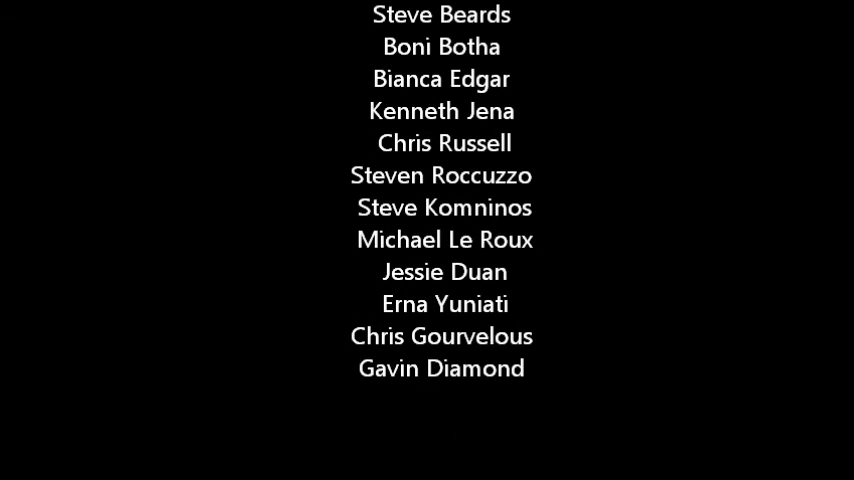 Steve Beards
Boni Botha
Bianca Edgar
Kenneth Jena
Chris Russell
Steven Roccuzzo
Steve Komninos
Michael Le Roux
Jessie Duan
Erna Yuniati
Chris Gourvelous
Gavin Diamond